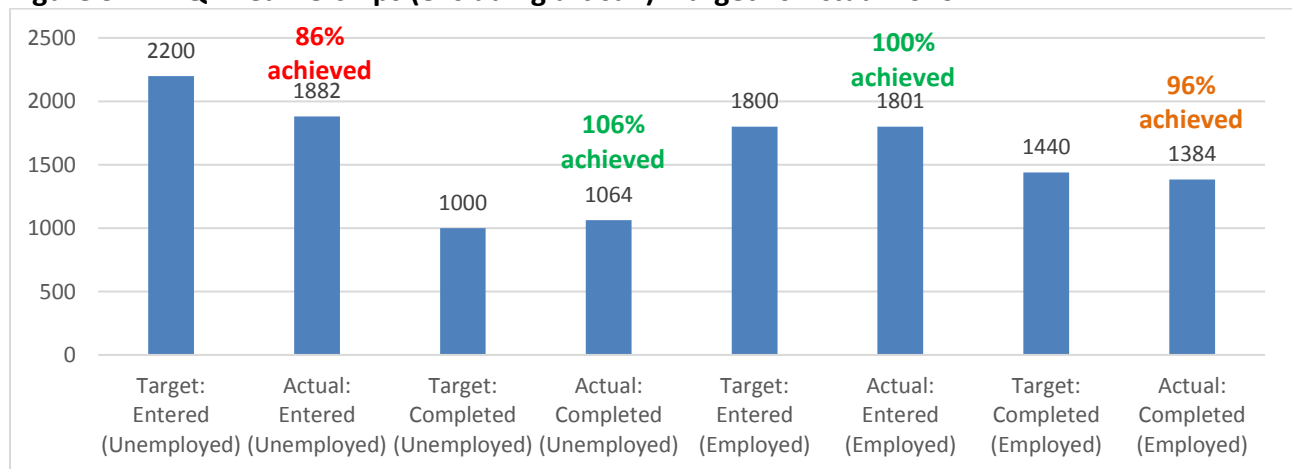 2500
2000
1500
1000
500
0
2200
86%
achieved
1882
1000
106%
achieved
1064
1800
100%
achieved
1801
1440
96%
achieved
1384
Target:
Entered
(Unemployed)
Actual:
Entered
(Unemployed)
Target:
Completed
(Unemployed)
Actual:
Completed
(Unemployed)
Target:
Entered
(Employed)
Actual:
Entered
(Employed)
Target:
Completed
(Employed)
Actual:
Completed
(Employed)